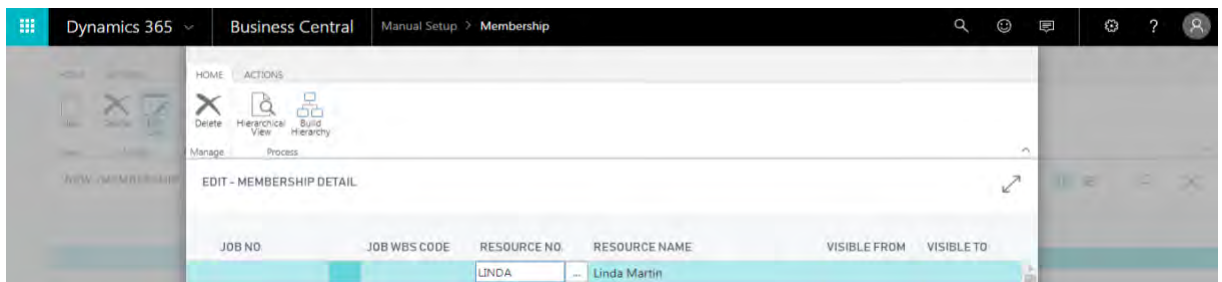 Dynamics 365 Business Central Manual Setup > Membership ?
HOME ACTIONS
Delete Hierarchical View Build Hierarchy
Manage Process
EDIT - MEMBERSHIP DETAIL
JOB NO. JOB WBS CODE RESOURCE NO. RESOURCE NAME VISIBLE FROM VISIBLE TO
LINDA ... Linda Martin